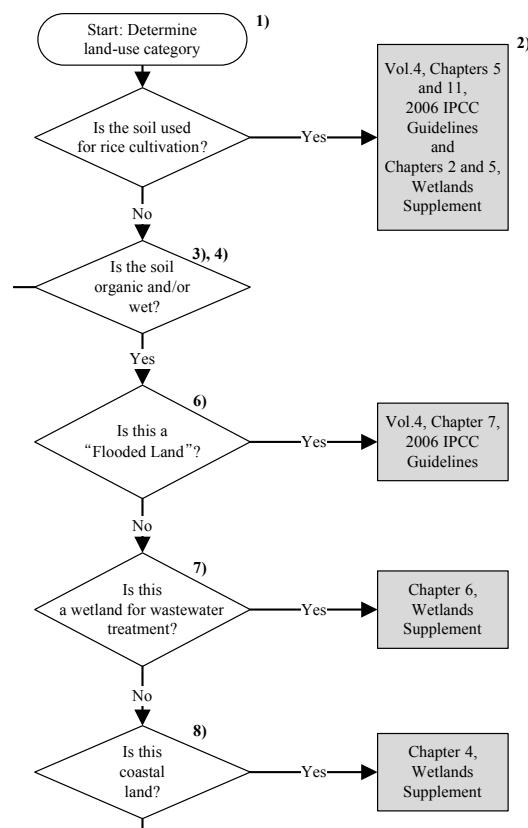 1)
Start: Determine
land-use category
2)
Vol.4, Chapters 5
and 11,
2006 IPCC
Guidelines
and
Chapters 2 and 5,
Wetlands
Supplement
Is the soil used
for rice cultivation?
Yes
No
3), 4)
Is the soil
organic and/or
wet?
Yes
6)
Is this a
“Flooded Land”?
Yes
Vol.4, Chapter 7,
2006 IPCC
Guidelines
No
7)
Is this
a wetland for wastewater
treatment?
Yes
Chapter 6,
Wetlands
Supplement
No
8)
Is this
coastal
land?
Yes
Chapter 4,
Wetlands
Supplement